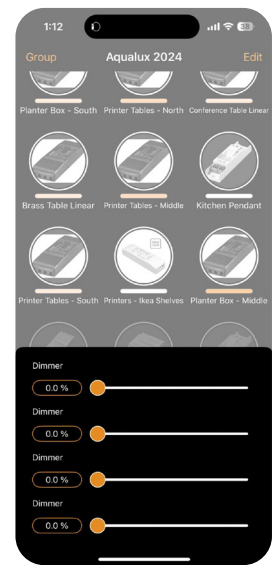 1:12 38
Group Aqualux 2024 Edit
Planter Box - South Printer Tables - North Conference Table Linear
Brass Table Linear Printer Tables - Middle Kitchen Pendant
Printer Tables - South Printers - Ikea Shelves Planter Box - Middle
Dimmer
0.0 %
Dimmer
0.0 %
Dimmer
0.0 %
Dimmer
0.0 %